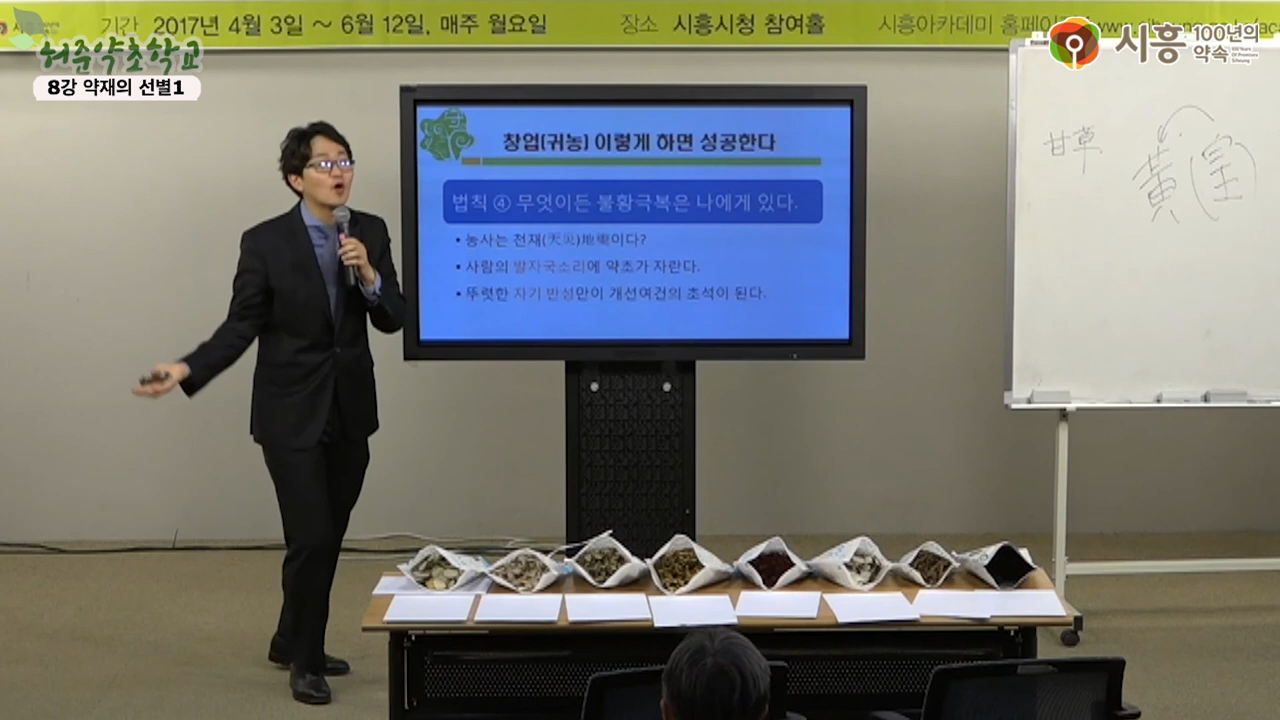 기간 2017년 4월 3일 ~ 6월 12일, 매주 월요일 장소 시흥시청 참여홀 시흥아카데미
허준약초학교
8강 약재의 선별1
시흥 100년의 약속
창업(귀농) 이렇게 하면 성공한다
법칙 ④ 무엇이든 불황극복은 나에게 있다.
• 농사는 천재(天災)地變이다?
• 사람의 발자국소리에 약초가 자란다.
• 뚜렷한 자기 반성만이 개선여건의 초석이 된다.
甘草
黃